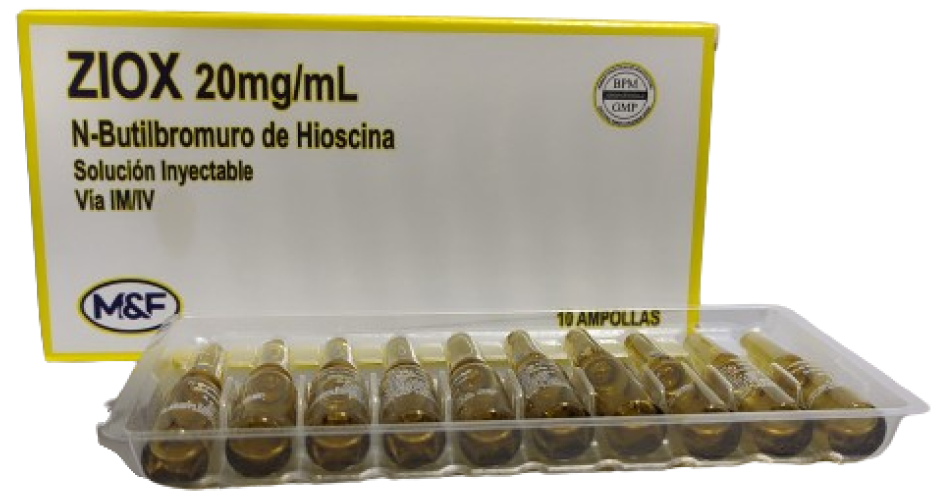 ZIOX 20mg/mL
N-Butilbromuro de Hioscina
Solución Inyectable
Vía IM/IV
BPM
GMP
M&F
10 AMPOLLAS